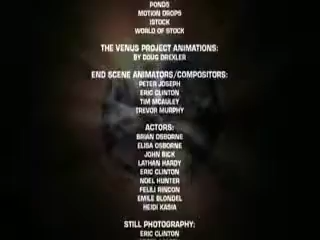 PONDS
MOTION DROPS
ISTOCK
WORLD OF STOCK
THE VENUS PROJECT ANIMATIONS:
BY DOUG DREXLER
END SCENE ANIMATORS/COMPOSITORS:
PETER JOSEPH
ERIC CLINTON
TIM MCAULEY
TREVOR MURPHY
ACTORS:
BRIAN OSBORNE
ELISA OSBORNE
JOHN BICK
LATHAN HARDY
ERIC CLINTON
NOEL HUNTER
FELILI RINCON
EMILE BLONDEL
HEIDI KASIA
STILL PHOTOGRAPHY:
ERIC CLINTON